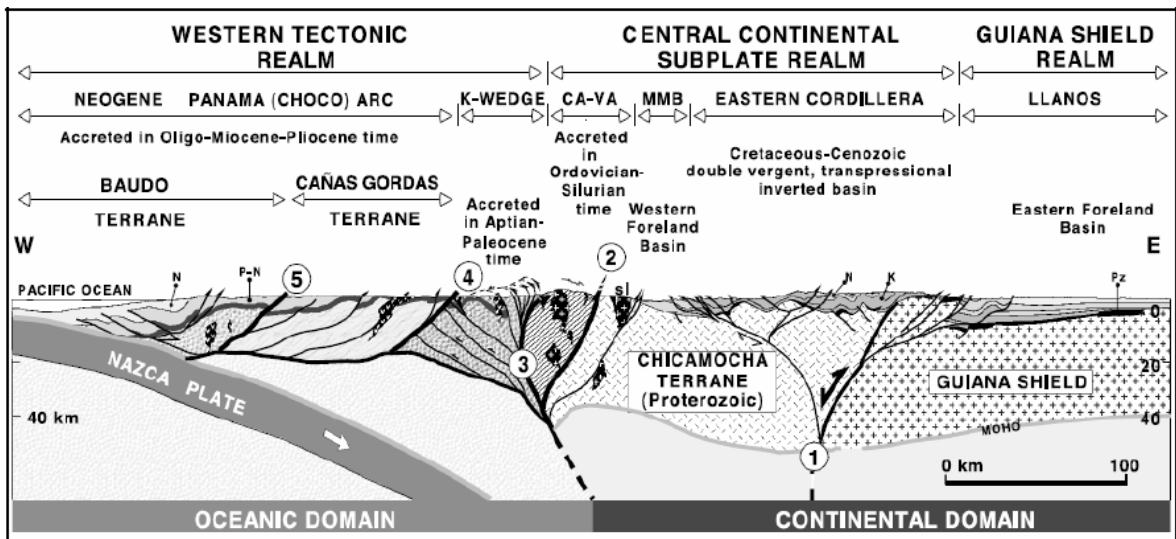 WESTERN TECTONIC
REALM
CENTRAL CONTINENTAL
SUBPLATE REALM
GUIANA SHIELD
REALM
NEOGENE PANAMA (CHOCO) ARC
K-WEDGE
CA-VA
MMB
EASTERN CORDILLERA
LLANOS
Accreted in Oligo-Miocene-Pliocene time
Accreted
in
Ordovician-
Silurian
time
Cretaceous-Cenozoic
double vergent, transpressional
inverted basin
BAUDO
TERRANE
CAÑAS GORDAS
TERRANE
Accreted
in Aptian-
Paleocene
time
Western
Foreland
Basin
Eastern Foreland
Basin
W
E
N
P-N
5
4
2
sl
N
K
Pz
PACIFIC OCEAN
0
3
CHICAMOCHA
TERRANE
(Proterozoic)
20
GUIANA SHIELD
NAZCA PLATE
40 km
40
MOHO
1
0 km 100
OCEANIC DOMAIN
CONTINENTAL DOMAIN